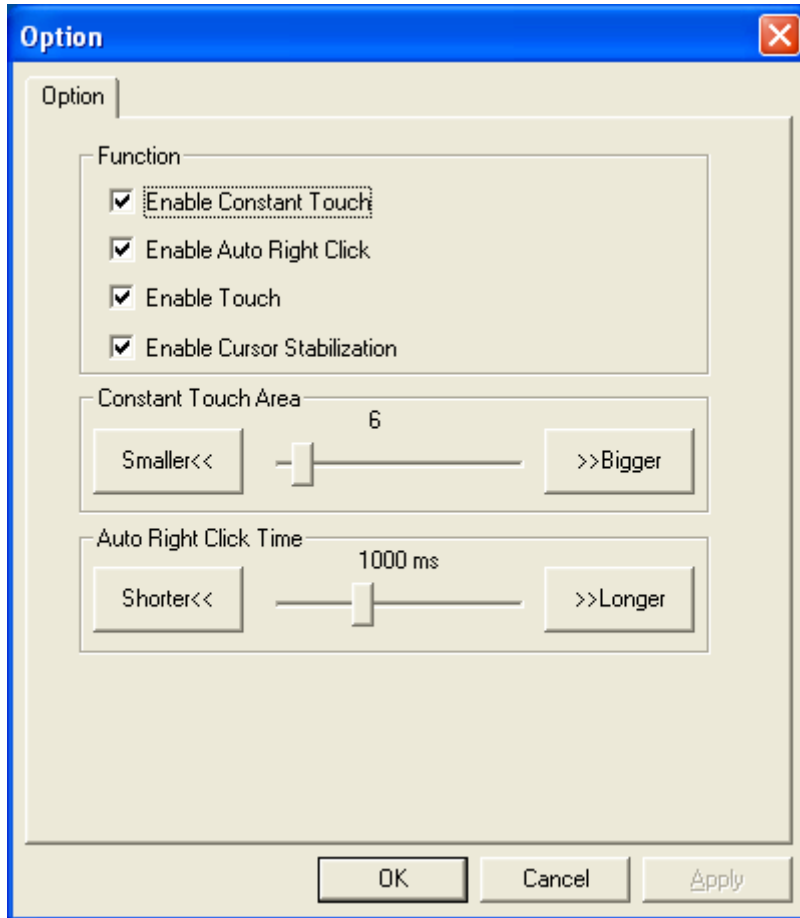 Option
Option
Function
Enable Constant Touch
Enable Auto Right Click
Enable Touch
Enable Cursor Stabilization
Constant Touch Area
6
Smaller<<
>>Bigger
Auto Right Click Time
1000 ms
Shorter<<
>>Longer
OK
Cancel
Apply